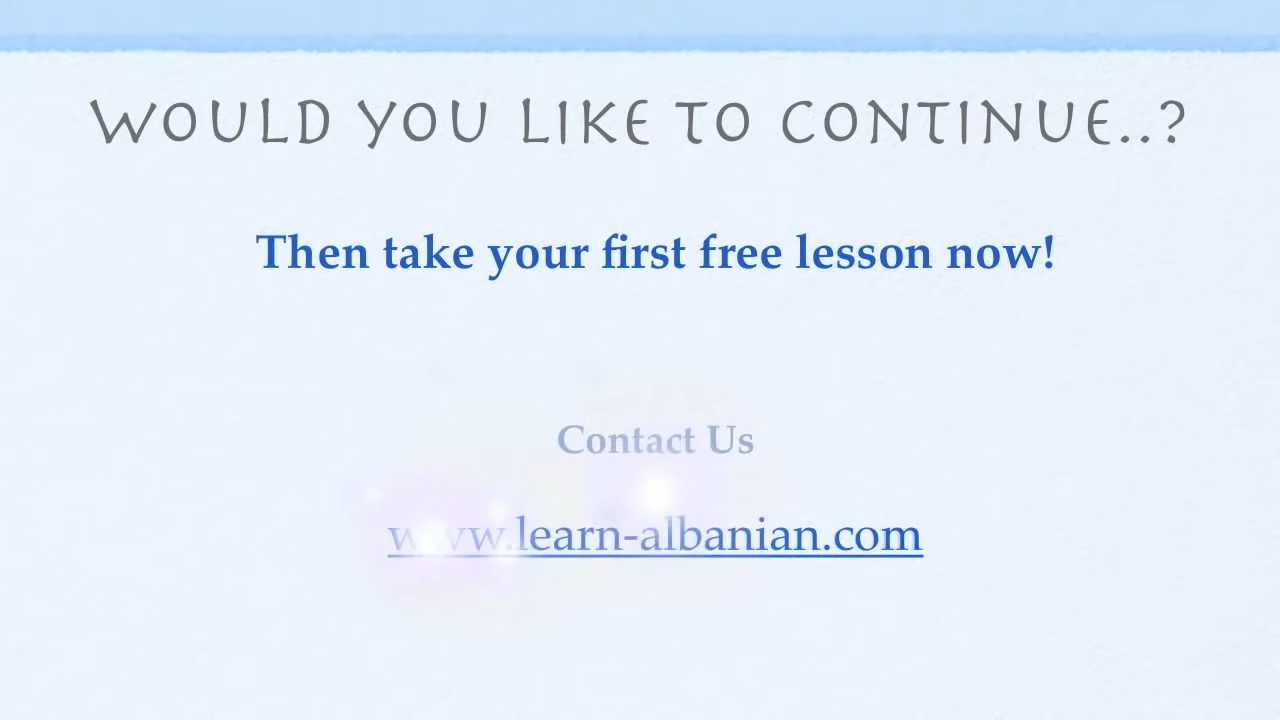 WOULD YOU LIKE TO CONTINUE..?
Then take your first free lesson now!
Contact Us
www.learn-albanian.com